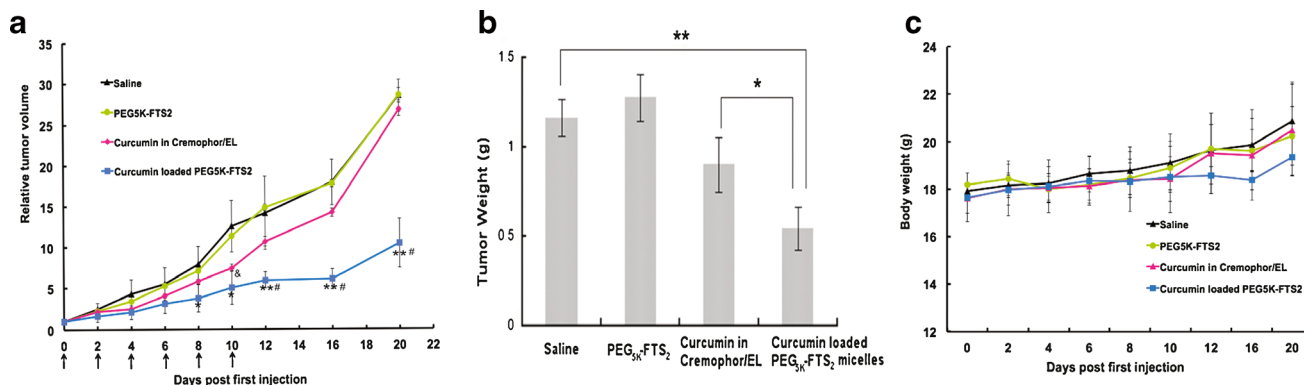 a
35
30
25
20
15
10
5
0
Relative tumor volume
Saline
PEG5K-FTS2
Curcumin in Cremophor/EL
Curcumin loaded PEG5K-FTS2
*
&
*
**#
**#
**#
0 2 4 6 8 10 12 14 16 18 20 22
Days post first injection
b
**
*
1.5
1
0.5
0
Tumor Weight (g)
Saline
PEG5K-FTS2
Curcumin in
Cremophor/EL
Curcumin loaded
PEG5K-FTS2 micelles
c
24
22
20
18
16
14
12
Body weight (g)
Saline
PEG5K-FTS2
Curcumin in Cremophor/EL
Curcumin loaded PEG5K-FTS2
0 2 4 6 8 10 12 16 20
Days post first injection